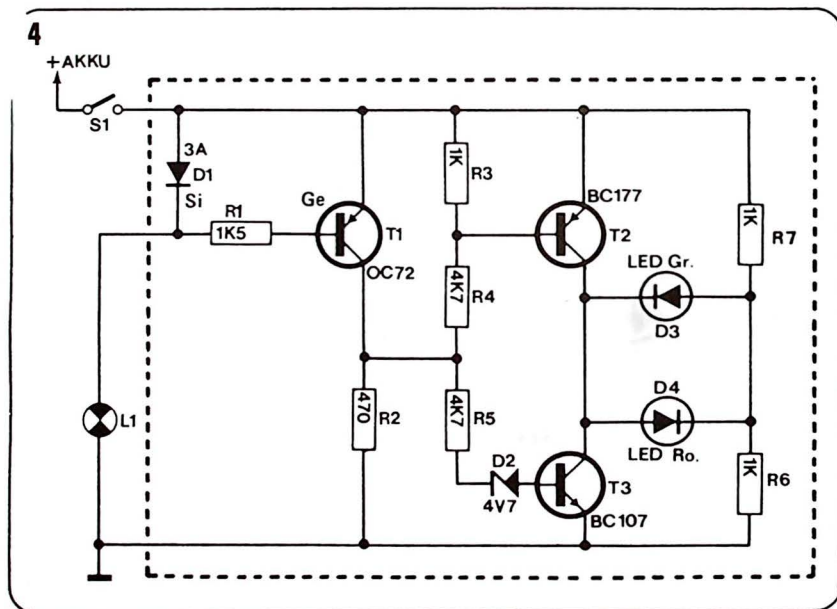 4
+AKKU
S1
3A
D1
Si
R1
1K5
Ge
T1
OC72
1K
R3
BC177
T2
4K7
R4
1K
R7
LED Gr.
D3
L1
470
R2
4K7
R5
D2
4V7
T3
BC107
D4
LED Ro.
1K
R6